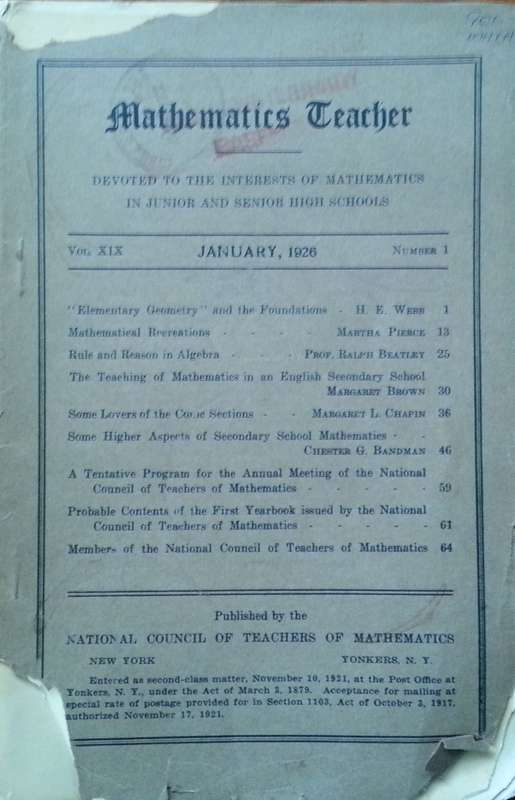 Mathematics Teacher
DEVOTED TO THE INTERESTS OF MATHEMATICS
IN JUNIOR AND SENIOR HIGH SCHOOLS
VOL. XIX JANUARY, 1926 NUMBER 1
"Elementary Geometry" and the Foundations - H. E. WEBB 1
Mathematical Recreations - - - - MARTHA PIERCE 13
Rule and Reason in Algebra - - - PROF. RALPH BEATLEY 25
The Teaching of Mathematics in an English Secondary School
MARGARET BROWN 30
Some Lovers of the Conic Sections - - MARGARET L. CHAPIN 36
Some Higher Aspects of Secondary School Mathematics - -
CHESTER G. BANDMAN 46
A Tentative Program for the Annual Meeting of the National
Council of Teachers of Mathematics - - - - - 59
Probable Contents of the First Yearbook issued by the National
Council of Teachers of Mathematics - - - - - 61
Members of the National Council of Teachers of Mathematics 64
Published by the
NATIONAL COUNCIL OF TEACHERS OF MATHEMATICS
NEW YORK YONKERS, N. Y.
Entered as second-class matter, November 10, 1921, at the Post Office at
Yonkers, N. Y., under the Act of March 2, 1879. Acceptance for mailing at
special rate of postage provided for in Section 1103, Act of October 3, 1917,
authorized November 17, 1921.